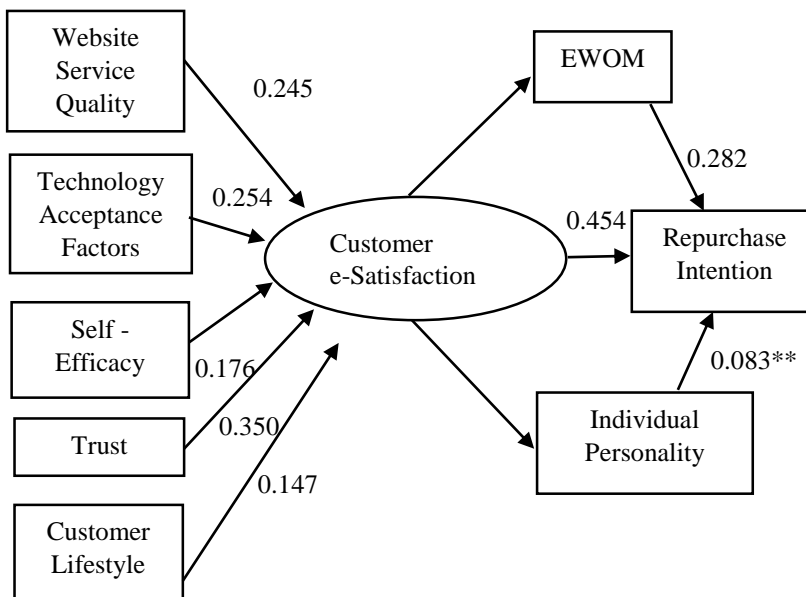 Website
Service
Quality
0.245
Technology
Acceptance
Factors
0.254
Self -
Efficacy
0.176
Trust
0.350
Customer
Lifestyle
0.147
Customer
e-Satisfaction
EWOM
0.282
0.454
Repurchase
Intention
0.083**
Individual
Personality